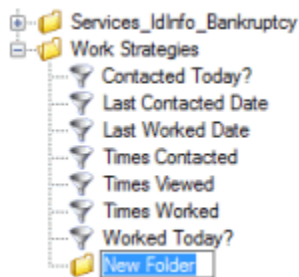 Services_IdInfo_Bankruptcy
Work Strategies
Contacted Today?
Last Contacted Date
Last Worked Date
Times Contacted
Times Viewed
Times Worked
Worked Today?
New Folder